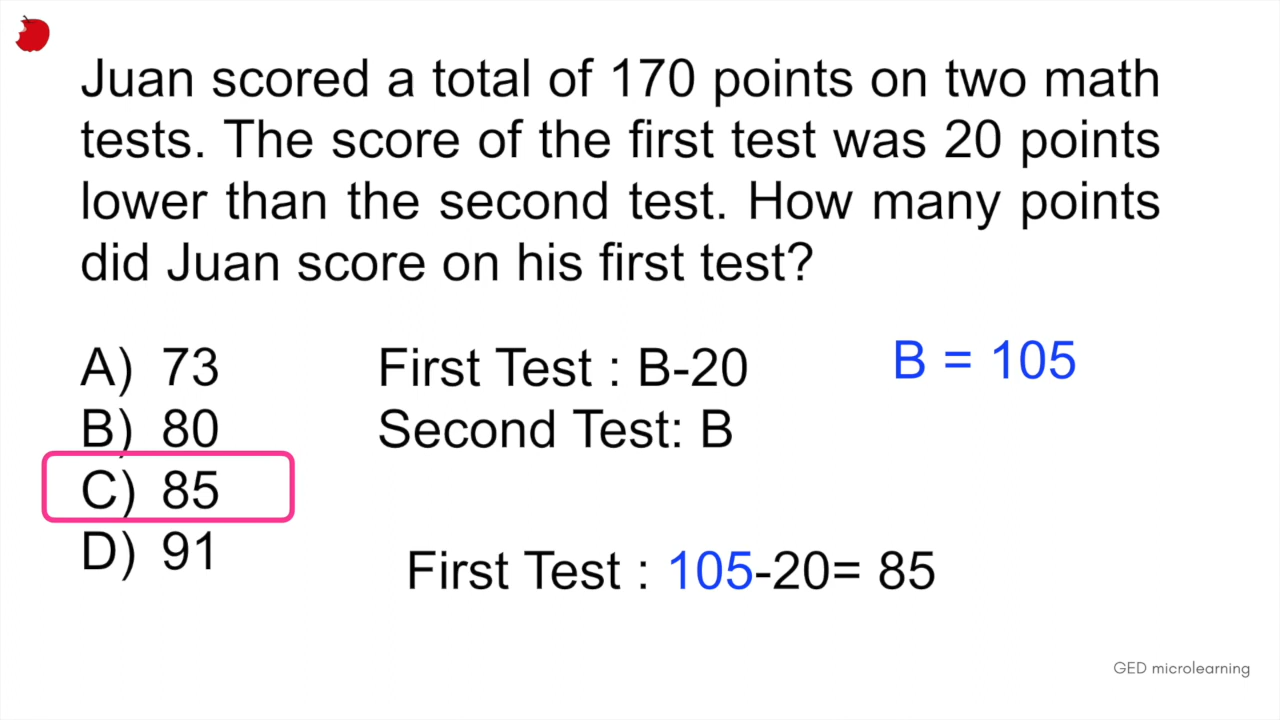 Juan scored a total of 170 points on two math
tests. The score of the first test was 20 points
lower than the second test. How many points
did Juan score on his first test?
A) 73
B) 80
C) 85
D) 91
First Test : B-20
Second Test: B
B = 105
First Test : 105-20= 85
GED microlearning